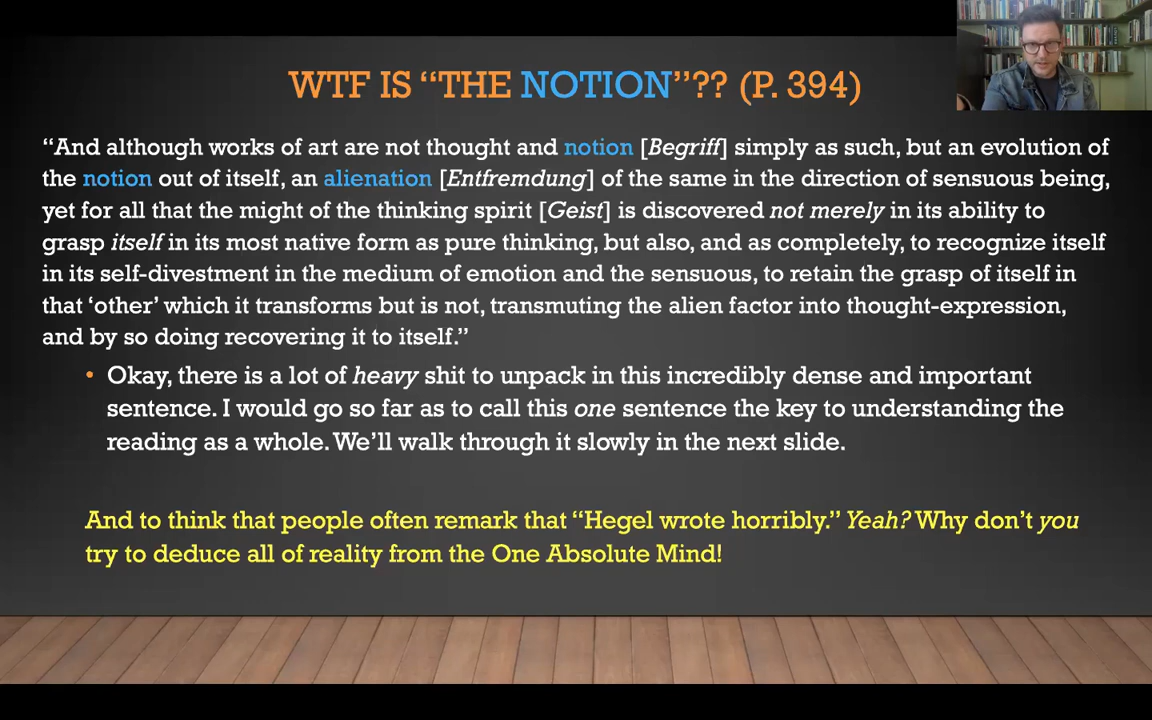 WTF IS “THE NOTION”?? (P. 394)
“And although works of art are not thought and notion [Begriff] simply as such, but an evolution of
the notion out of itself, an alienation [Entfremdung] of the same in the direction of sensuous being,
yet for all that the might of the thinking spirit [Geist] is discovered not merely in its ability to
grasp itself in its most native form as pure thinking, but also, and as completely, to recognize itself
in its self-divestment in the medium of emotion and the sensuous, to retain the grasp of itself in
that ‘other’ which it transforms but is not, transmuting the alien factor into thought-expression,
and by so doing recovering it to itself.”
• Okay, there is a lot of heavy shit to unpack in this incredibly dense and important
sentence. I would go so far as to call this one sentence the key to understanding the
reading as a whole. We’ll walk through it slowly in the next slide.
And to think that people often remark that “Hegel wrote horribly.” Yeah? Why don’t you
try to deduce all of reality from the One Absolute Mind!